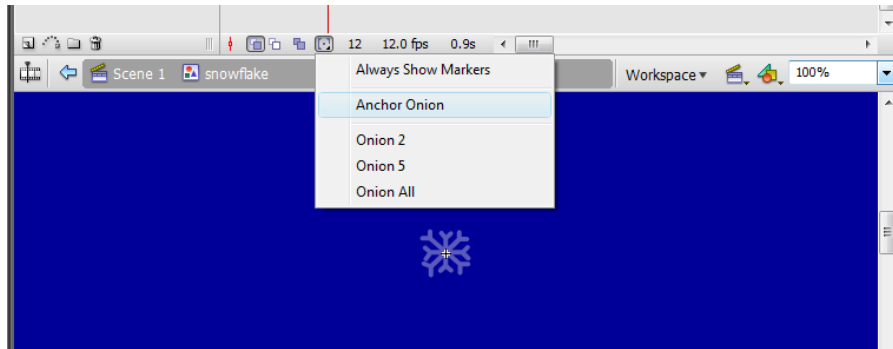 12 12.0 fps 0.9s
Scene 1 snowflake Workspace 100%
Always Show Markers
Anchor Onion
Onion 2
Onion 5
Onion All